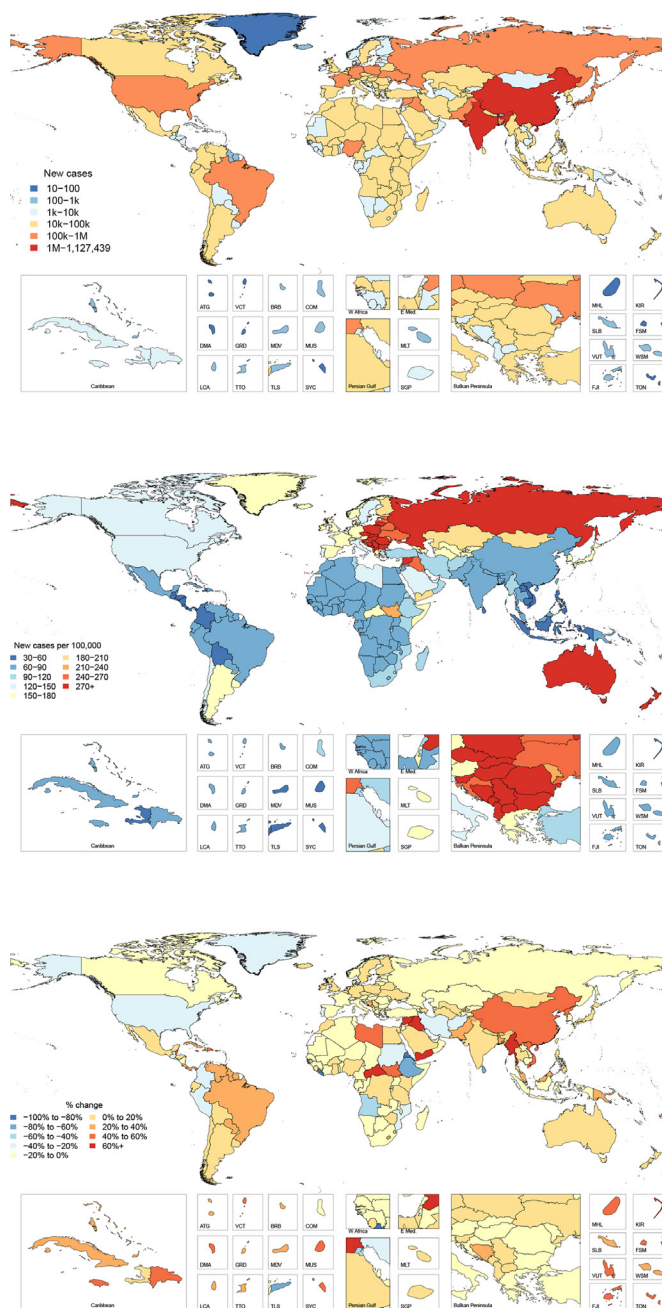 New cases
10−100
100−1k
1k−10k
10k−100k
100k−1M
1M−1,127,439
Caribbean
ATG
VCT
BRB
COM
DMA
GRD
MDV
MUS
LCA
TTO
TLS
SYC
W Africa
E Med.
Persian Gulf
MLT
SGP
Balkan Peninsula
MHL
KIR
SLB
FSM
VUT
WSM
FJI
TON
New cases per 100,000
30−60
60−90
90−120
120−150
150−180
180−210
210−240
240−270
270+
Caribbean
ATG
VCT
BRB
COM
DMA
GRD
MDV
MUS
LCA
TTO
TLS
SYC
W Africa
E Med.
Persian Gulf
MLT
SGP
Balkan Peninsula
MHL
KIR
SLB
FSM
VUT
WSM
FJI
TON
% change
−100% to −80%
−80% to −60%
−60% to −40%
−40% to −20%
−20% to 0%
0% to 20%
20% to 40%
40% to 60%
60%+
Caribbean
ATG
VCT
BRB
COM
DMA
GRD
MDV
MUS
LCA
TTO
TLS
SYC
W Africa
E Med.
Persian Gulf
MLT
SGP
Balkan Peninsula
MHL
KIR
SLB
FSM
VUT
WSM
FJI
TON